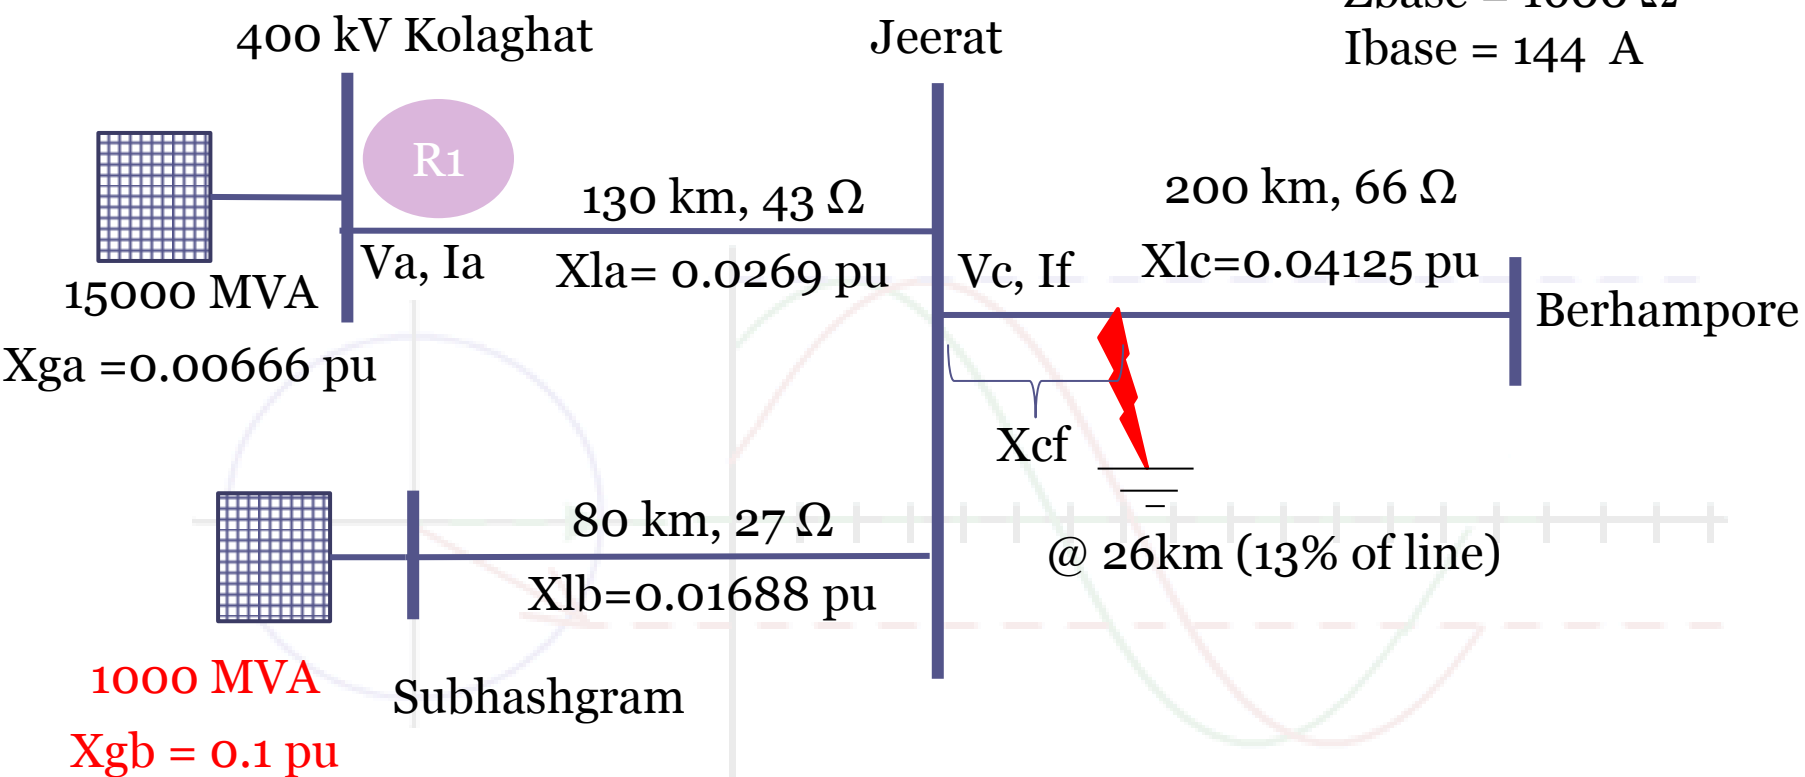 Zbase = 1600 Ω
Ibase = 144 A
400 kV Kolaghat
Jeerat
R1
130 km, 43 Ω
200 km, 66 Ω
Va, Ia
Xla= 0.0269 pu
Vc, If
Xlc=0.04125 pu
15000 MVA
Berhampore
Xga =0.00666 pu
Xcf
80 km, 27 Ω
@ 26km (13% of line)
Xlb=0.01688 pu
1000 MVA
Subhashgram
Xgb = 0.1 pu